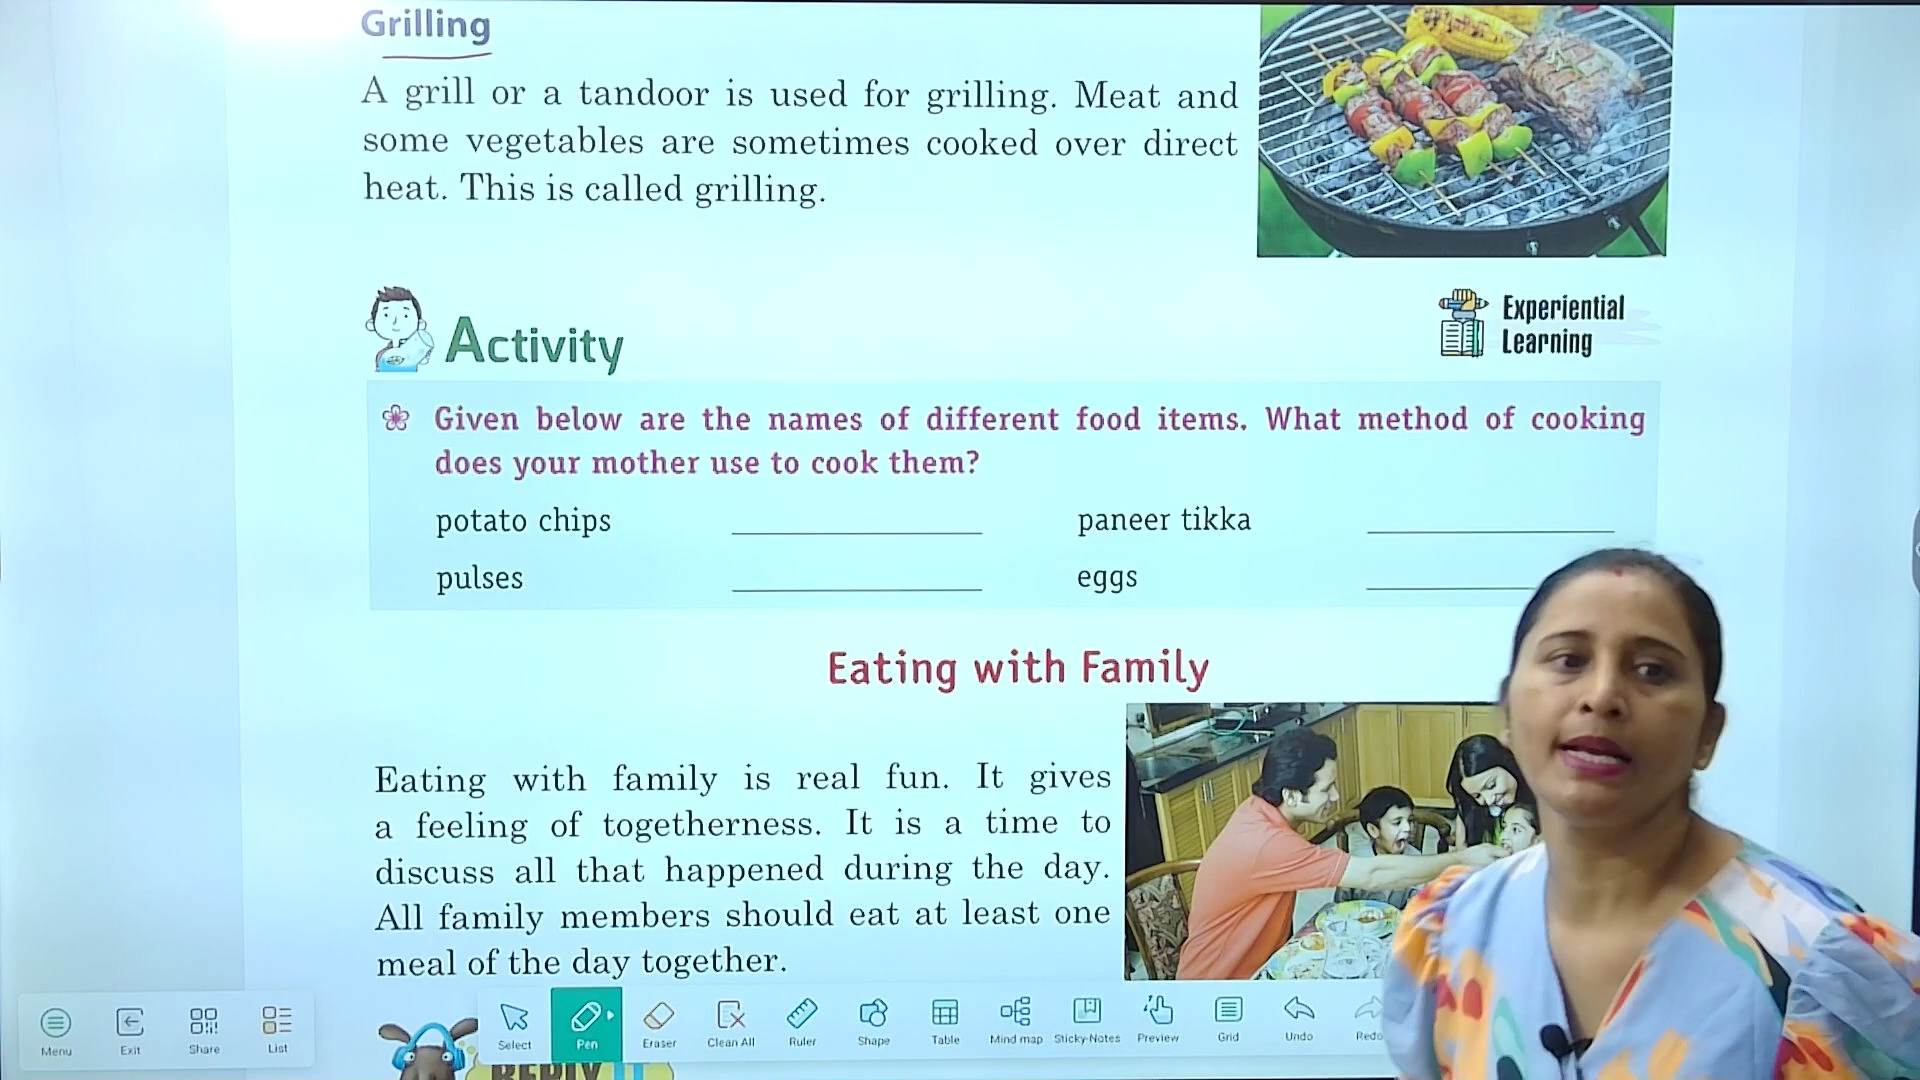 Grilling
A grill or a tandoor is used for grilling. Meat and
some vegetables are sometimes cooked over direct
heat. This is called grilling.
Activity
Experiential
Learning
Given below are the names of different food items. What method of cooking
does your mother use to cook them?
potato chips
paneer tikka
pulses
eggs
Eating with Family
Eating with family is real fun. It gives
a feeling of togetherness. It is a time to
discuss all that happened during the day.
All family members should eat at least one
meal of the day together.
Menu
Exit
Share
List
Select
Pen
Eraser
Clean All
Ruler
Shape
Table
Mind map
Sticky-Notes
Preview
Grid
Undo
Redo